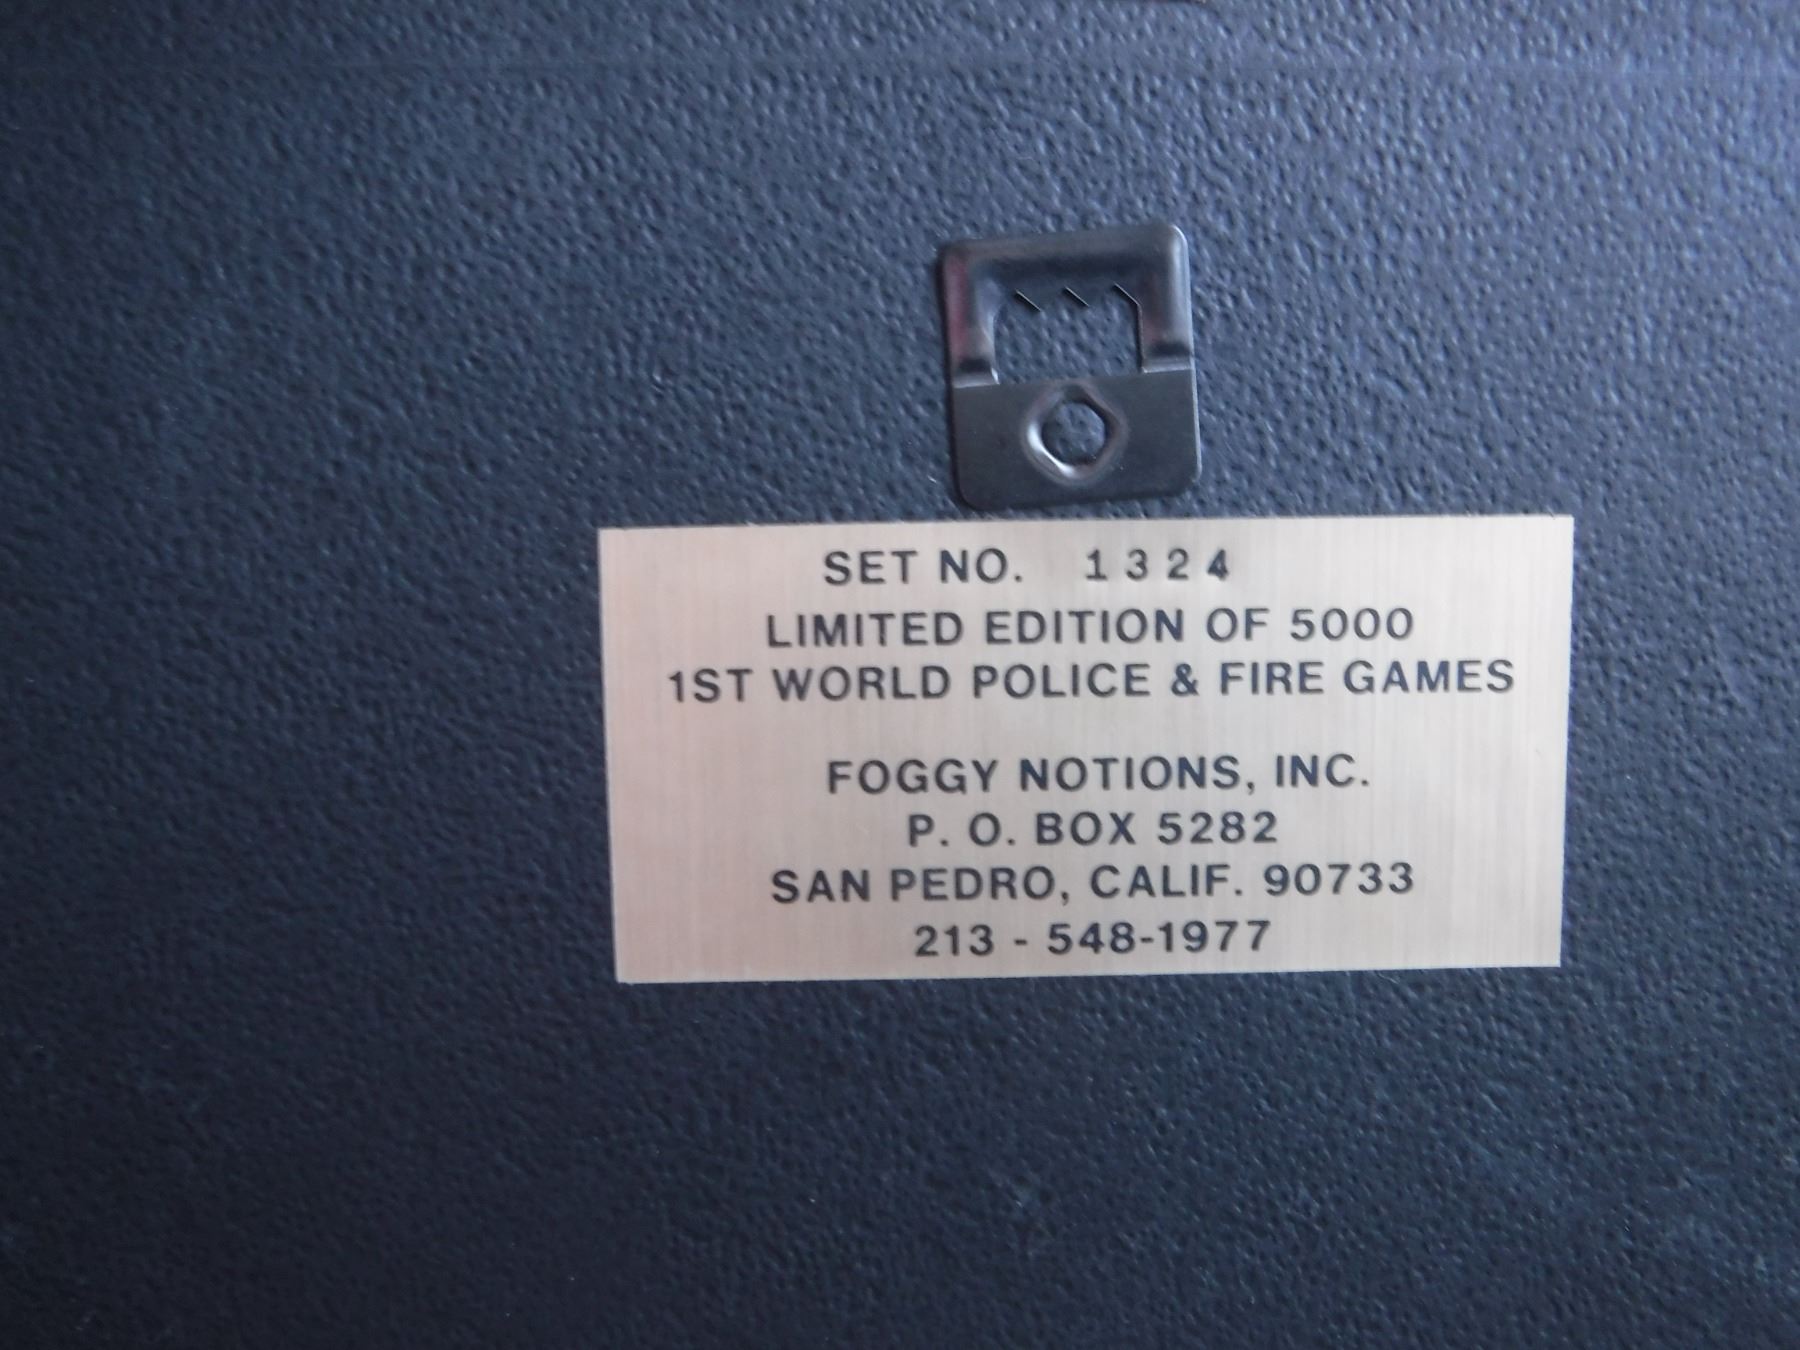 SET NO. 1324
LIMITED EDITION OF 5000
1ST WORLD POLICE & FIRE GAMES
FOGGY NOTIONS, INC.
P. O. BOX 5282
SAN PEDRO, CALIF. 90733
213 - 548-1977